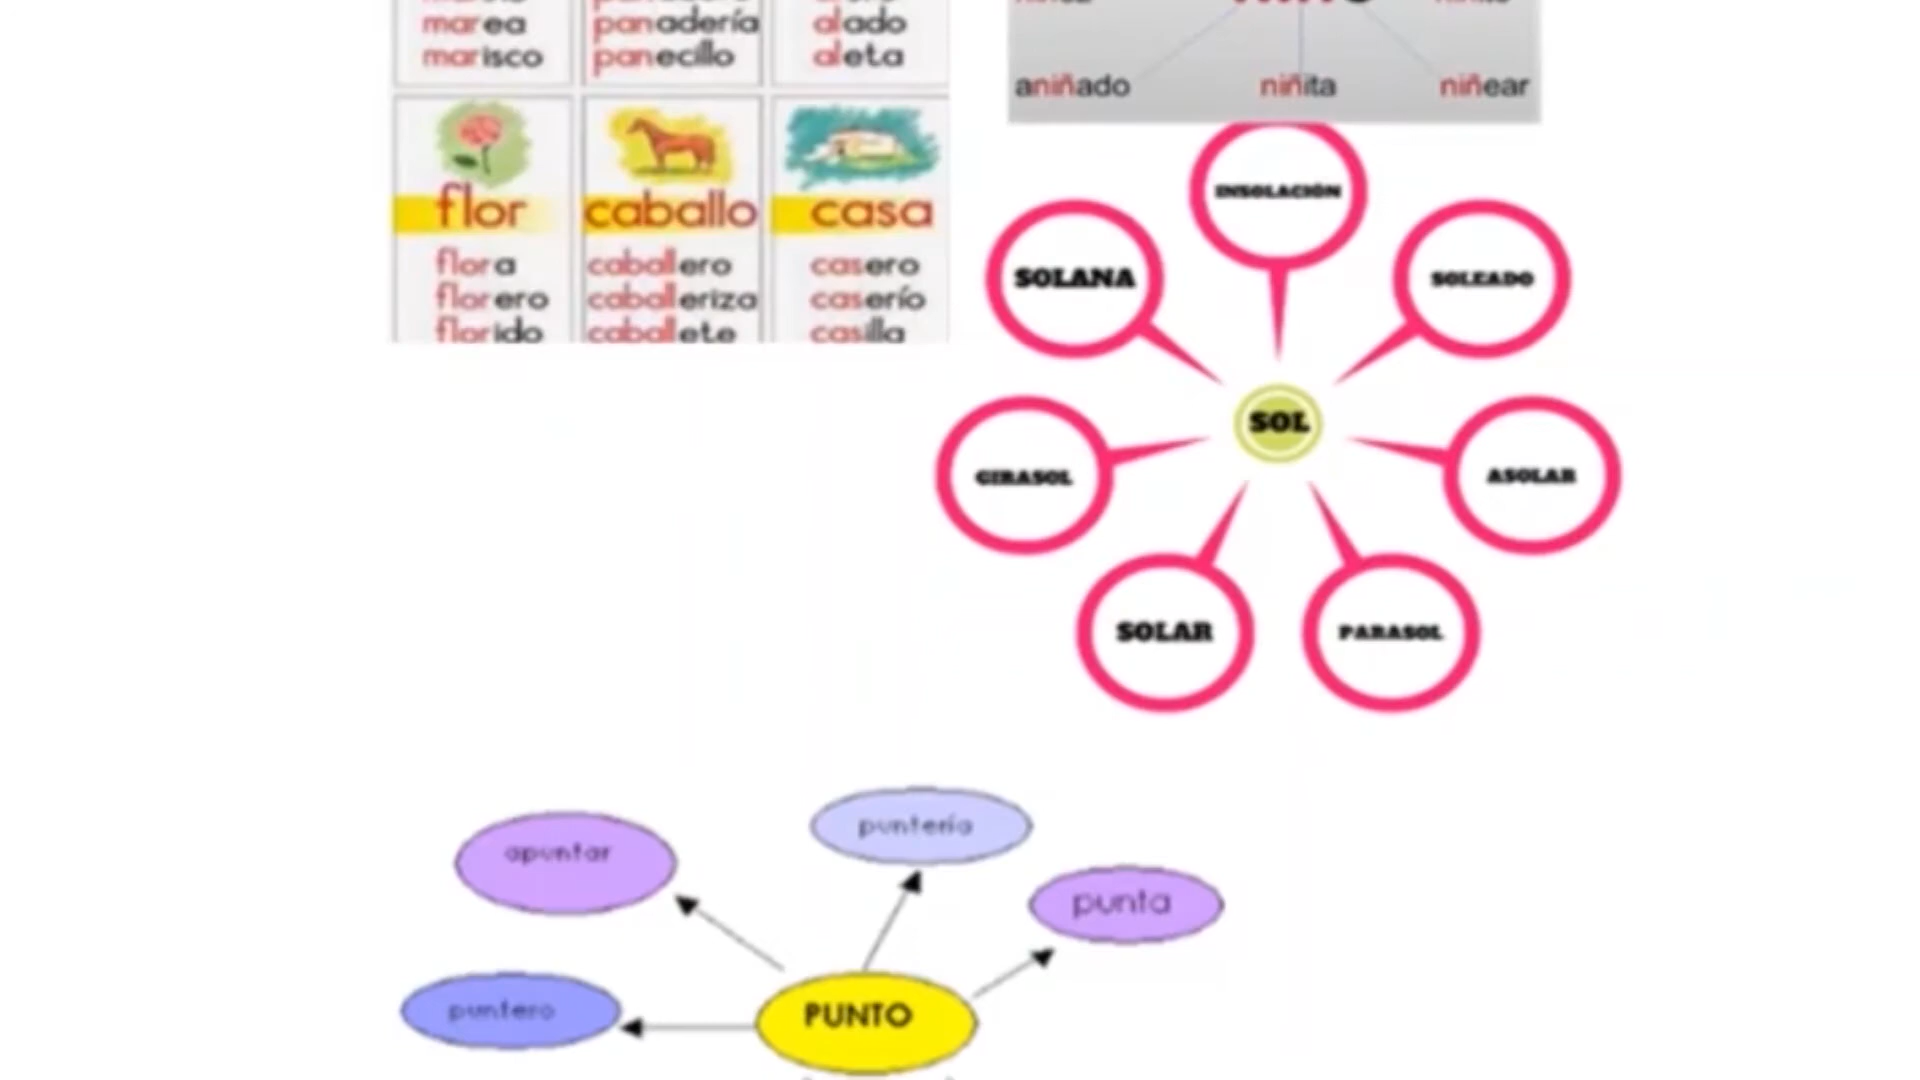 marea
marisco
panadería
panecillo
alado
aleta
aniñado
niñita
niñear
flor
flora
florero
florido
caballo
caballero
caballeriza
caballete
casa
casero
caserío
casilla
INSOLACIÓN
SOLANA
SOLEADO
SOL
GIRASOL
ASOLAR
SOLAR
PARASOL
puntería
apuntar
punta
puntero
PUNTO